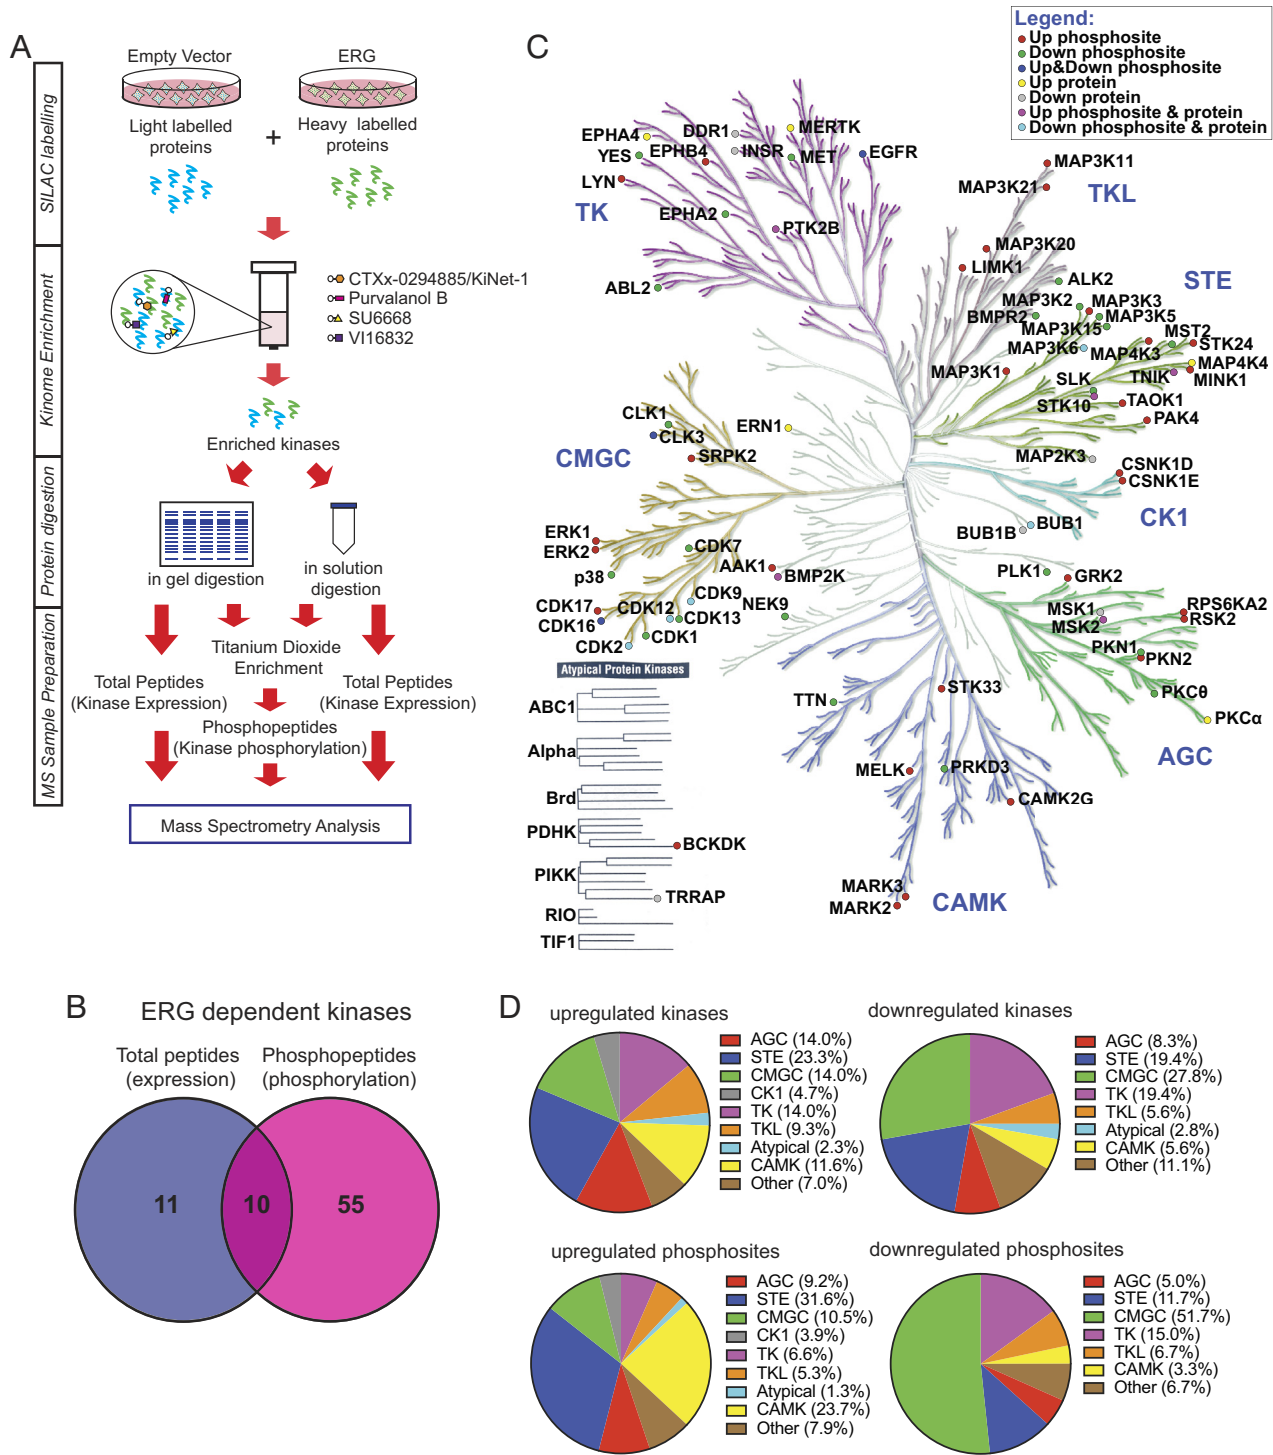 A
Empty Vector
ERG
Light labelled
proteins
+
Heavy labelled
proteins
SILAC labelling
Kinome Enrichment
Protein digestion
MS Sample Preparation
CTXx-0294885/KiNet-1
Purvalanol B
SU6668
VI16832
Enriched kinases
in gel digestion
in solution
digestion
Titanium Dioxide
Enrichment
Total Peptides
(Kinase Expression)
Total Peptides
(Kinase Expression)
Phosphopeptides
(Kinase phosphorylation)
Mass Spectrometry Analysis
B
ERG dependent kinases
Total peptides
(expression)
Phosphopeptides
(phosphorylation)
11
10
55
C
Legend:
Up phosphosite
Down phosphosite
Up&Down phosphosite
Up protein
Down protein
Up phosphosite & protein
Down phosphosite & protein
TK
EPHA4
YES
LYN
EPHB4
DDR1
INSR
MERTK
MET
EGFR
EPHA2
PTK2B
ABL2
TKL
MAP3K11
MAP3K21
MAP3K20
LIMK1
ALK2
BMPR2
STE
MAP3K2
MAP3K3
MAP3K5
MAP3K15
MAP3K6
MAP4K3
MST2
STK24
MAP4K4
MINK1
TNIK
MAP3K1
SLK
STK10
TAOK1
PAK4
MAP2K3
CSNK1D
CSNK1E
CK1
BUB1
BUB1B
CMGC
CLK1
CLK3
SRPK2
ERN1
ERK1
ERK2
p38
CDK7
AAK1
BMP2K
CDK9
CDK17
CDK16
CDK12
CDK13
CDK1
CDK2
NEK9
PLK1
GRK2
MSK1
MSK2
RPS6KA2
RSK2
PKN1
PKN2
PKCθ
PKCα
AGC
TTN
STK33
MELK
PRKD3
CAMK2G
MARK3
MARK2
CAMK
Atypical Protein Kinases
ABC1
Alpha
Brd
PDHK
BCKDK
PIKK
TRRAP
RIO
TIF1
D
upregulated kinases
AGC (14.0%)
STE (23.3%)
CMGC (14.0%)
CK1 (4.7%)
TK (14.0%)
TKL (9.3%)
Atypical (2.3%)
CAMK (11.6%)
Other (7.0%)
downregulated kinases
AGC (8.3%)
STE (19.4%)
CMGC (27.8%)
TK (19.4%)
TKL (5.6%)
Atypical (2.8%)
CAMK (5.6%)
Other (11.1%)
upregulated phosphosites
AGC (9.2%)
STE (31.6%)
CMGC (10.5%)
CK1 (3.9%)
TK (6.6%)
TKL (5.3%)
Atypical (1.3%)
CAMK (23.7%)
Other (7.9%)
downregulated phosphosites
AGC (5.0%)
STE (11.7%)
CMGC (51.7%)
TK (15.0%)
TKL (6.7%)
CAMK (3.3%)
Other (6.7%)